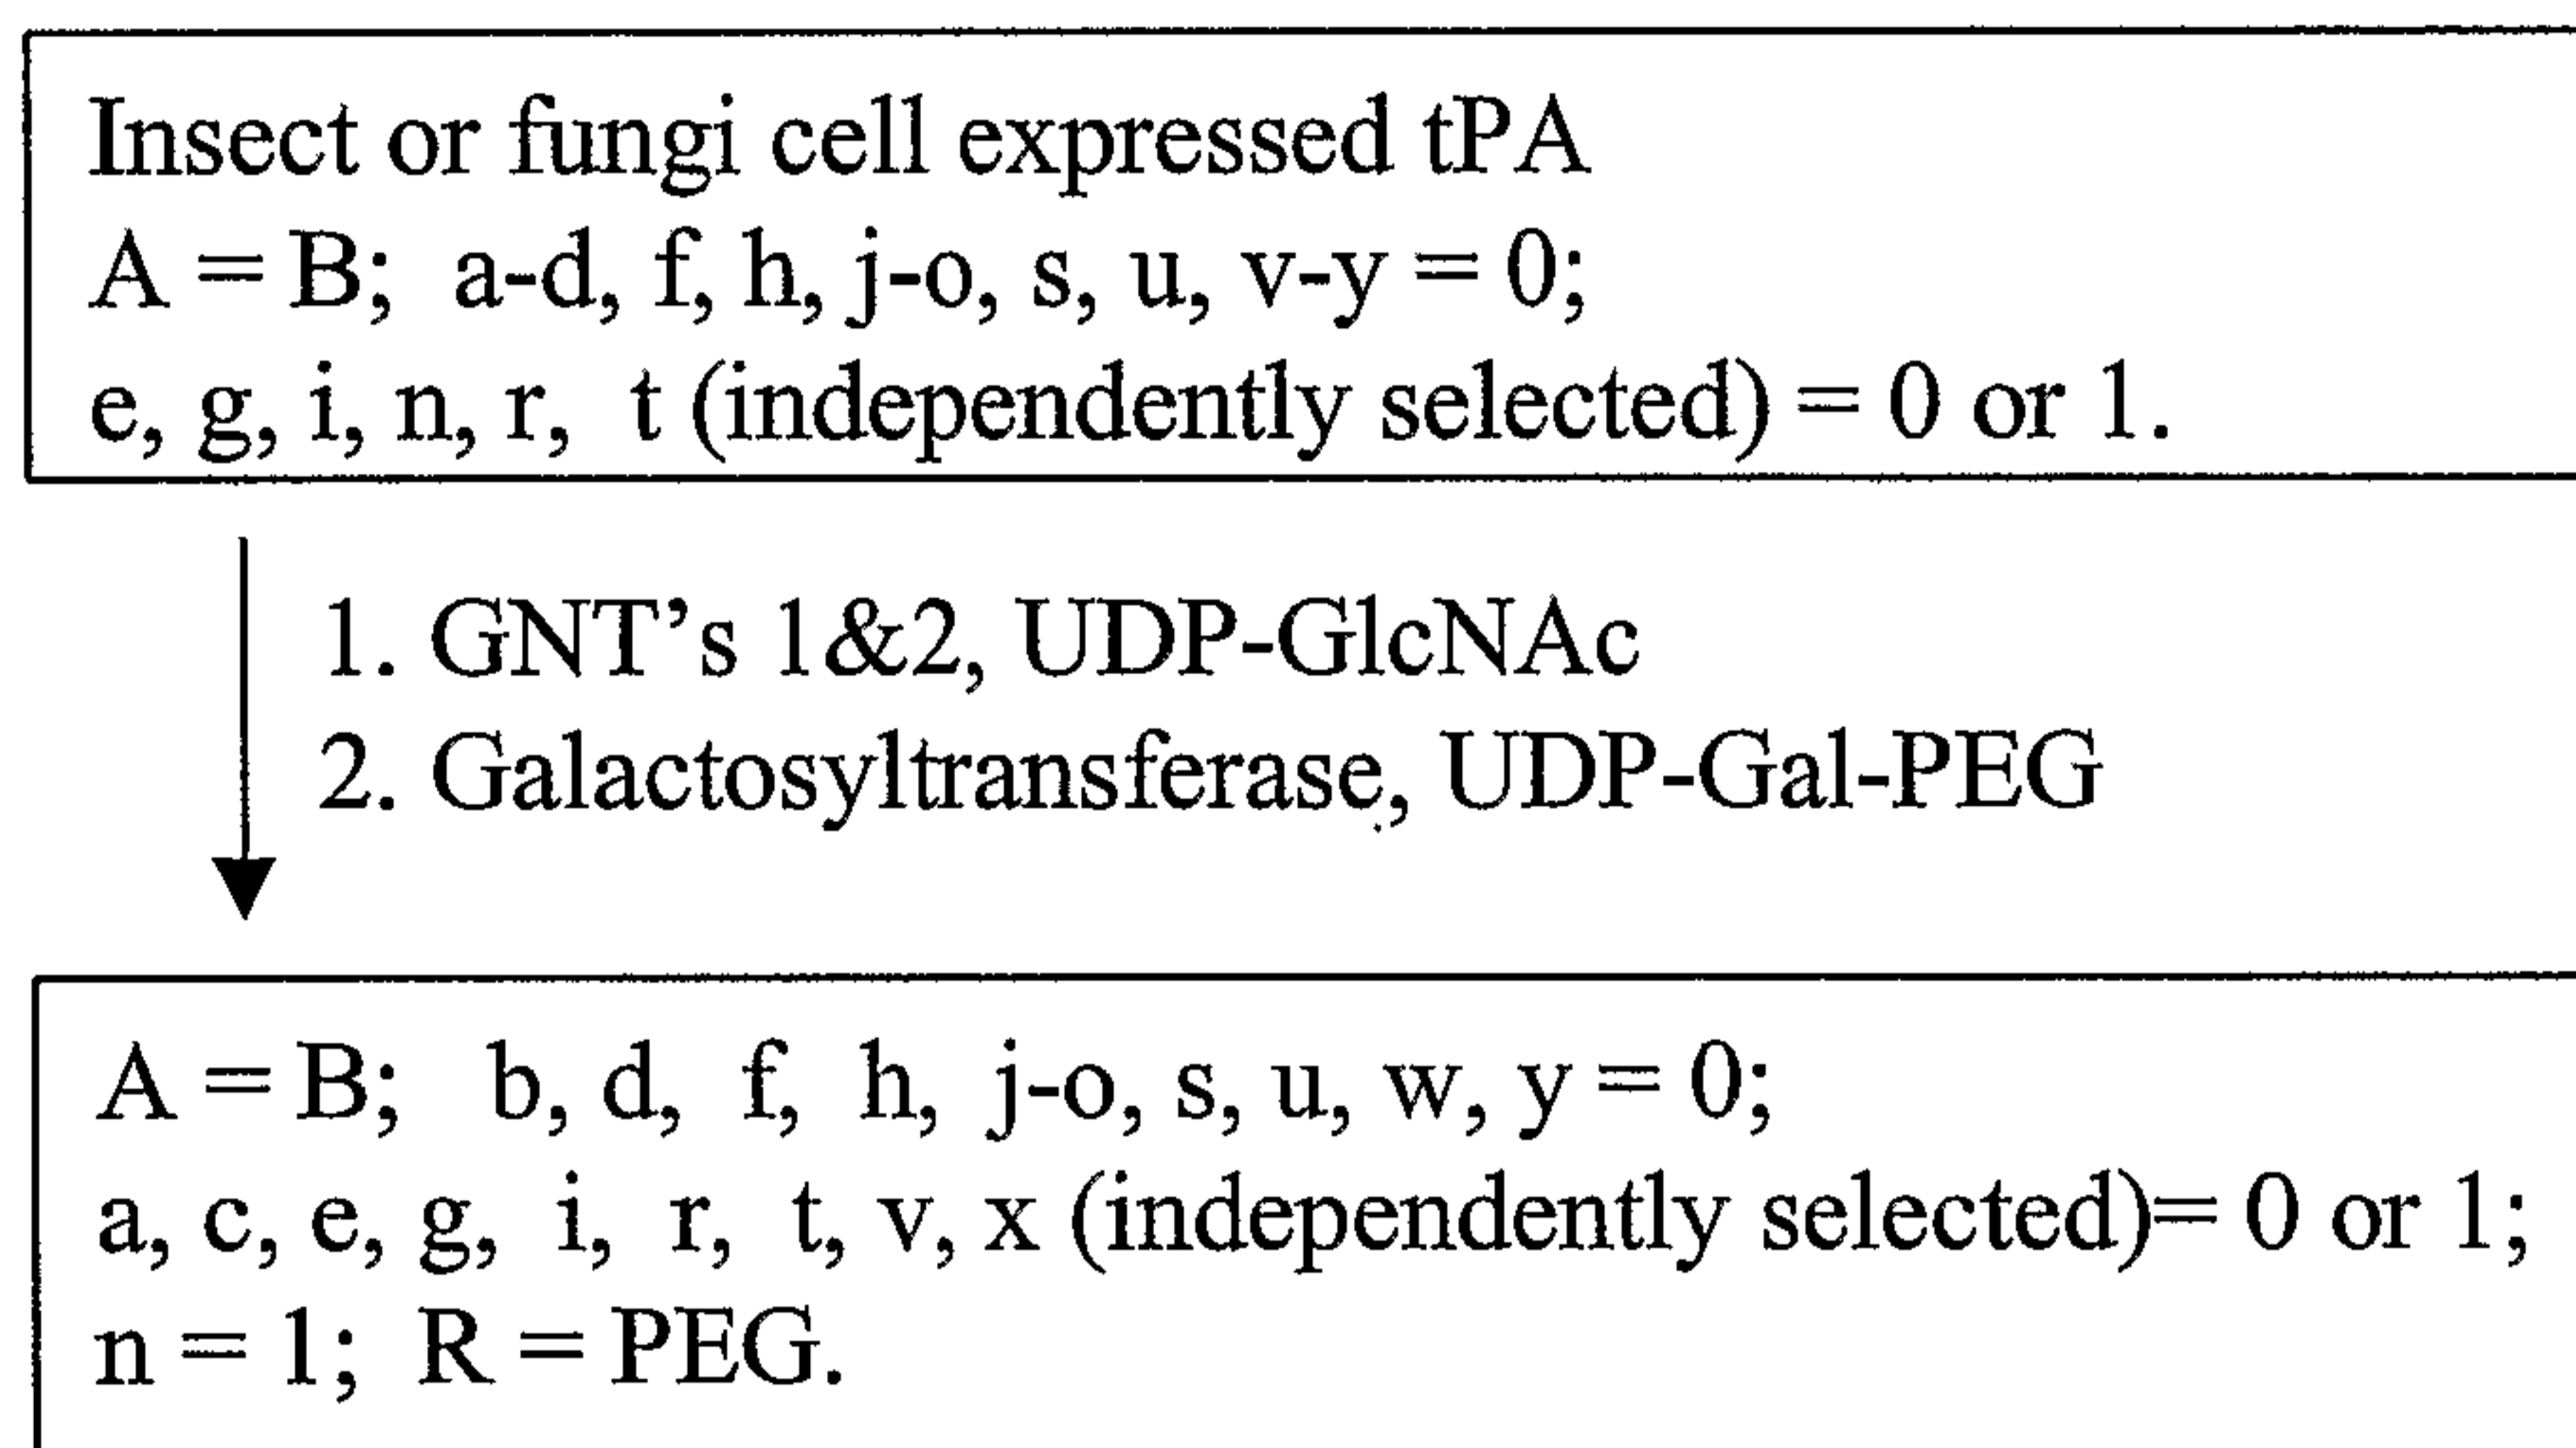 Insect or fungi cell expressed tPA
A = B; a-d, f, h, j-o, s, u, v-y = 0;
e, g, i, n, r, t (independently selected) = 0 or 1.
1. GNT’s 1&2, UDP-GlcNAc
2. Galactosyltransferase, UDP-Gal-PEG
A = B; b, d, f, h, j-o, s, u, w, y = 0;
a, c, e, g, i, r, t, v, x (independently selected)= 0 or 1;
n = 1; R = PEG.